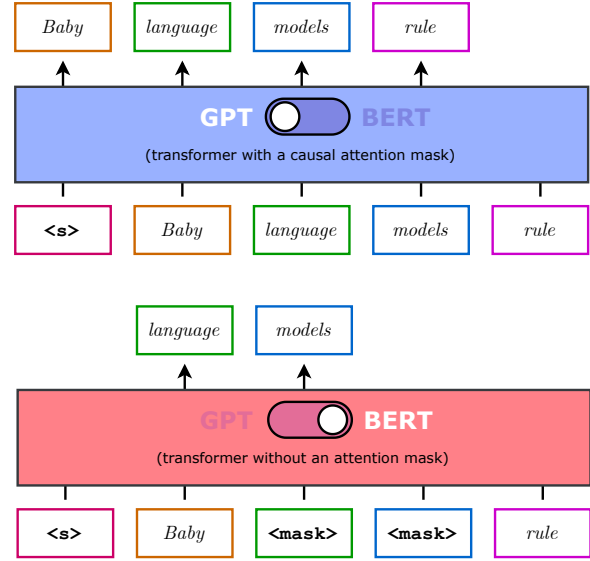 Baby language models rule
GPT BERT
(transformer with a causal attention mask)
<s> Baby language models rule
language models
GPT BERT
(transformer without an attention mask)
<s> Baby <mask> <mask> rule